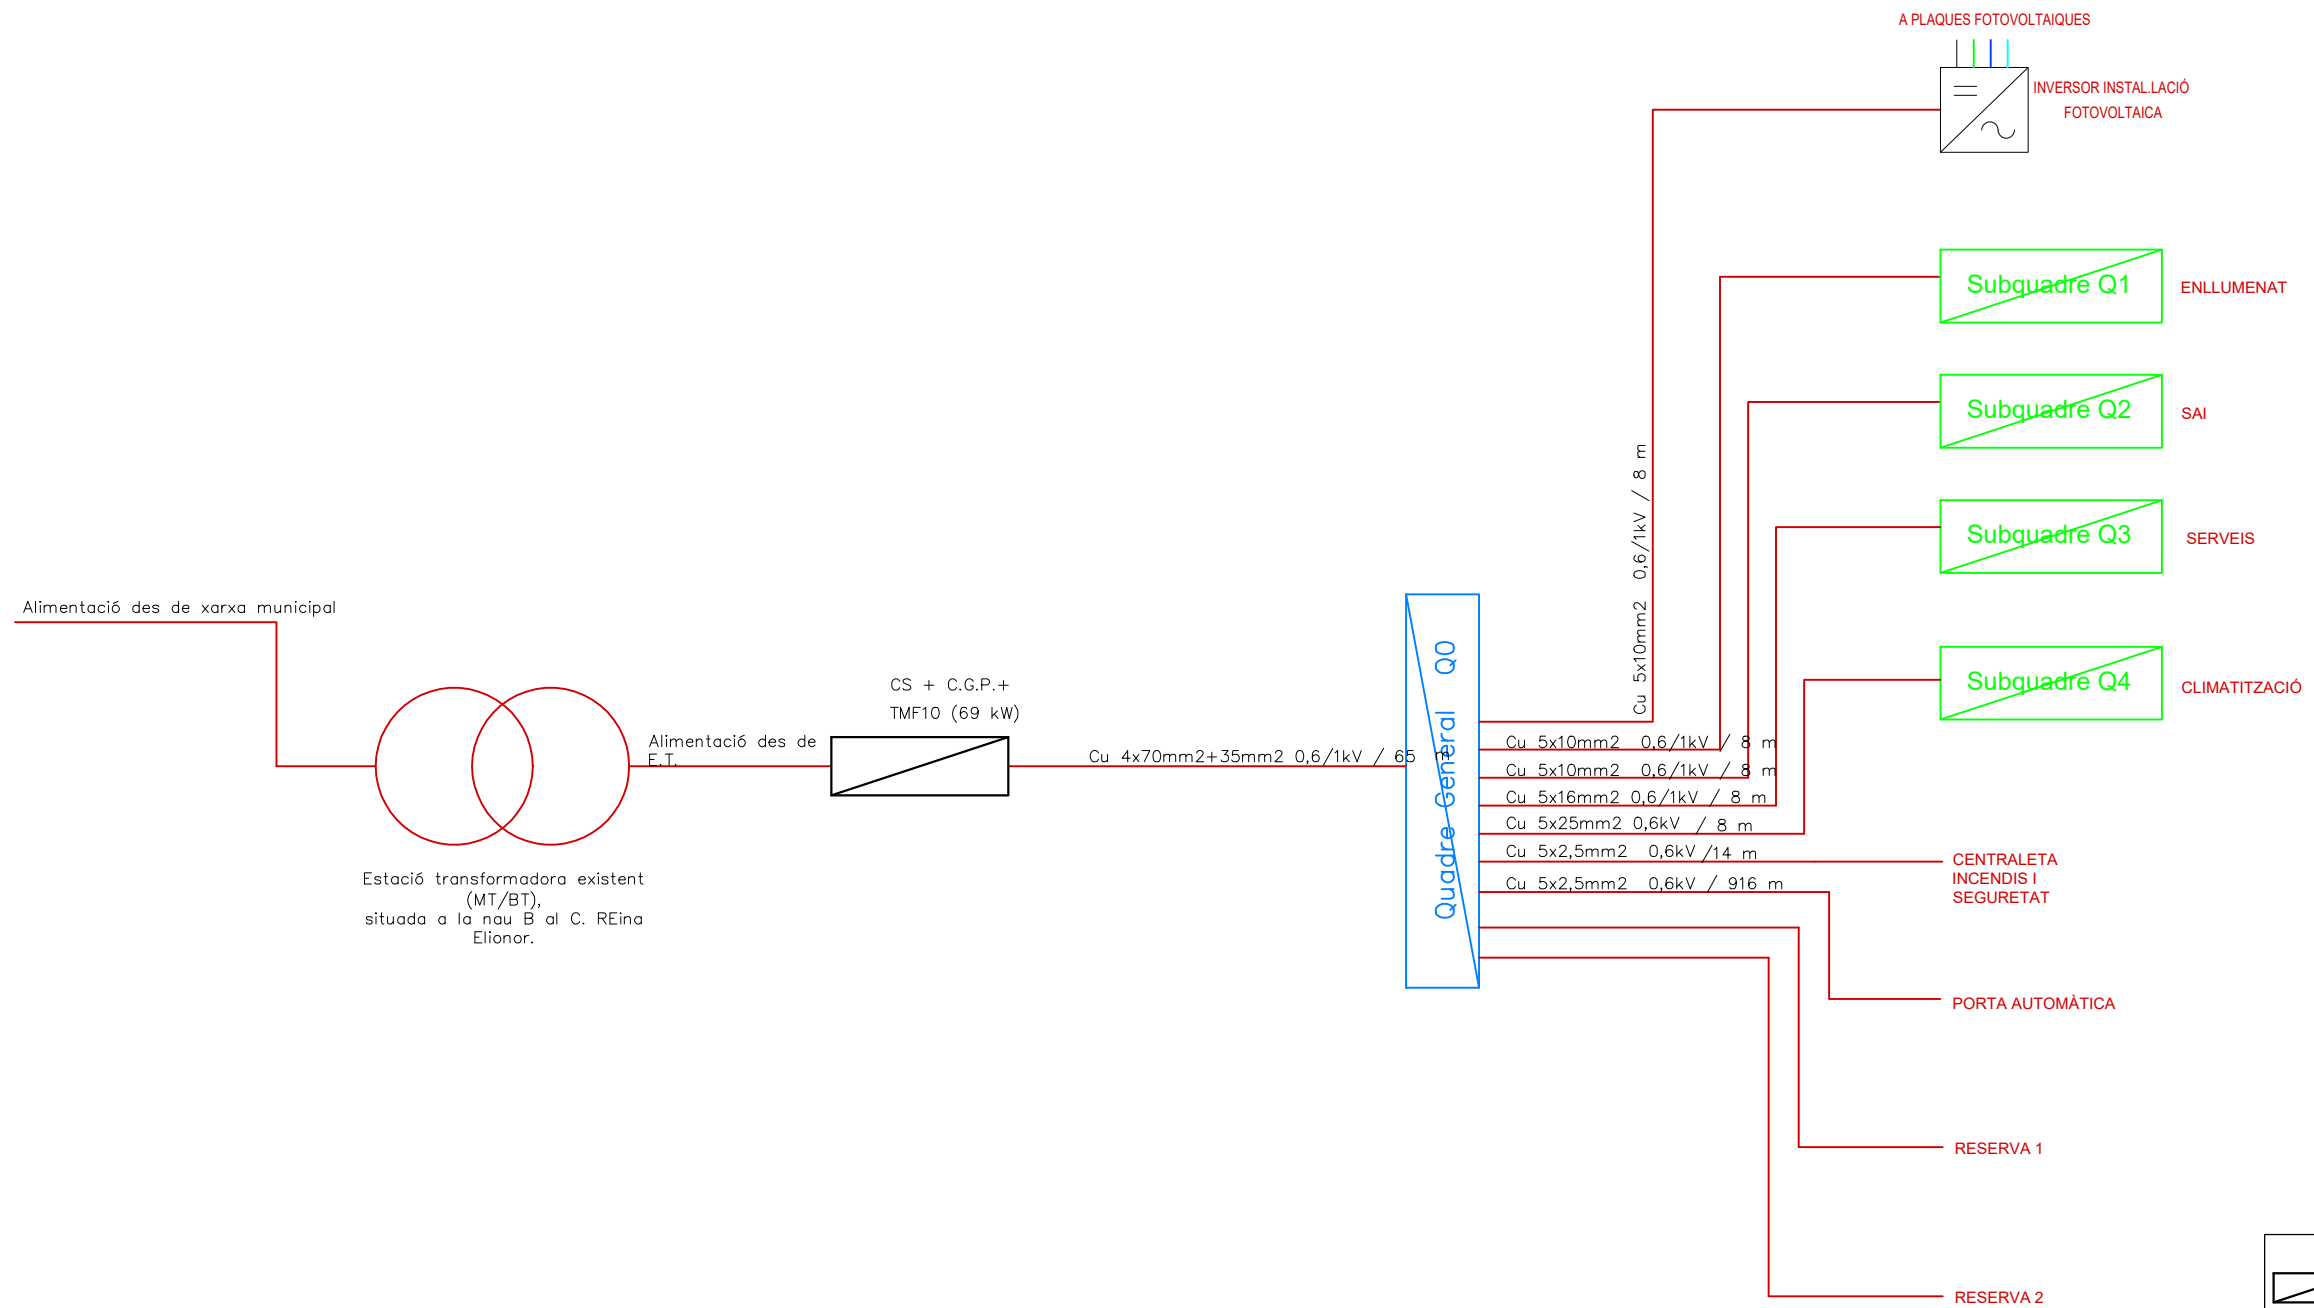 A PLAQUES FOTOVOLTAIQUES
INVERSOR INSTAL.LACIÓ
FOTOVOLTAICA
Subquadre Q1
ENLLUMENAT
Subquadre Q2
SAI
Cu 5x10mm2 0,6/1kV / 8 m
Subquadre Q3
SERVEIS
Alimentació des de xarxa municipal
Subquadre Q4
CLIMATITZACIÓ
CS + C.G.P.+
TMF10 (69 kW)
Alimentació des de
E.T.
Cu 4x70mm2+35mm2 0,6/1kV / 65 m
Quadre General Q0
Cu 5x10mm2 0,6/1kV / 8 m
Cu 5x10mm2 0,6/1kV / 8 m
Cu 5x16mm2 0,6/1kV / 8 m
Cu 5x25mm2 0,6kV / 8 m
Cu 5x2,5mm2 0,6kV /14 m
CENTRALETA
INCENDIS I
SEGURETAT
Cu 5x2,5mm2 0,6kV / 916 m
Estació transformadora existent
(MT/BT),
situada a la nau B al C. REina
Elionor.
PORTA AUTOMÀTICA
RESERVA 1
RESERVA 2